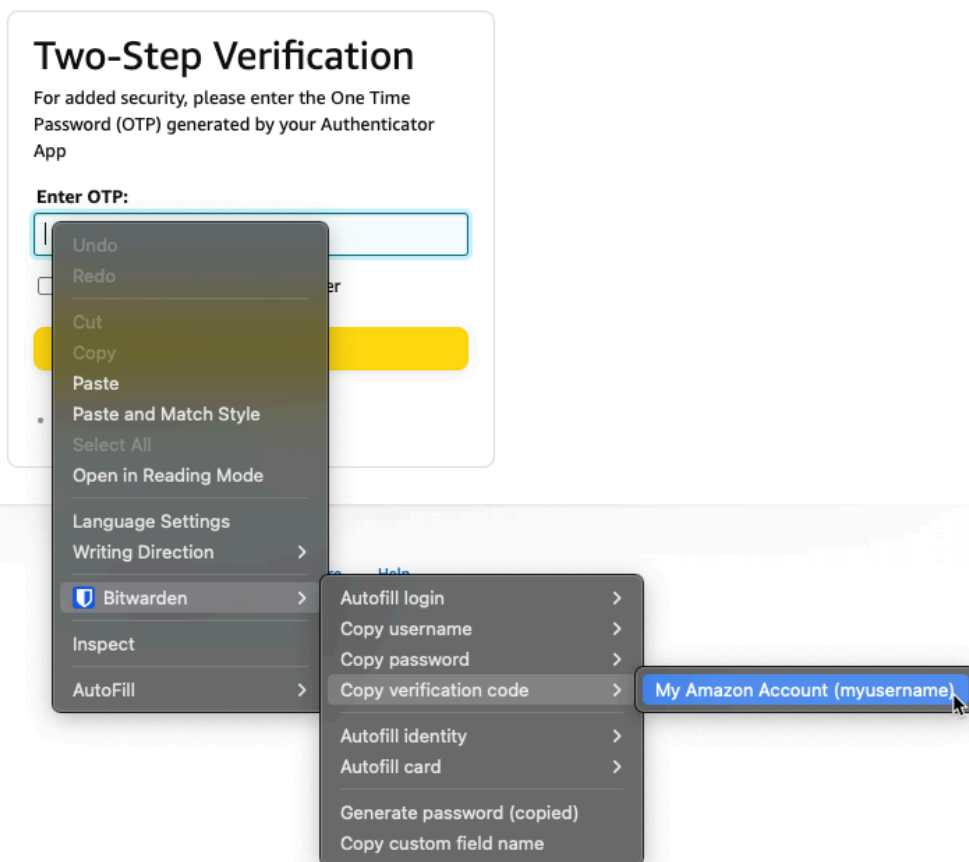 Two-Step Verification
For added security, please enter the One Time
Password (OTP) generated by your Authenticator
App
Enter OTP:
Undo
Redo
er
Cut
Copy
Paste
Paste and Match Style
Select All
Open in Reading Mode
Language Settings
Writing Direction
Help
Bitwarden
Inspect
AutoFill
Autofill login
Copy username
Copy password
Copy verification code
My Amazon Account (myusername)
Autofill identity
Autofill card
Generate password (copied)
Copy custom field name